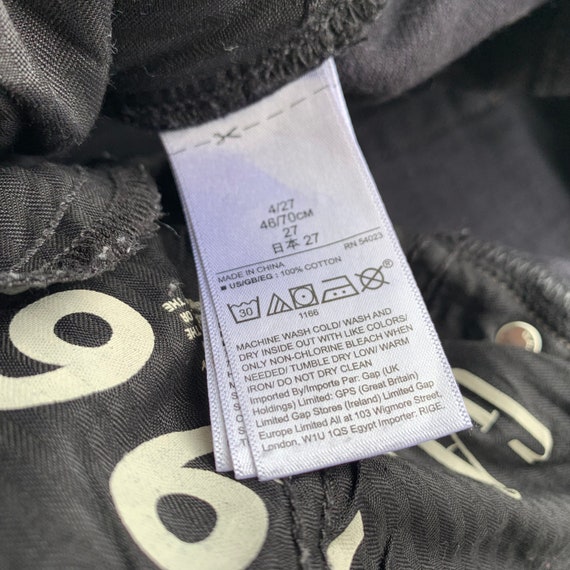 4/27
46/70CM
27
日本 27
RN 54023
MADE IN CHINA
■ US/GB/EG: 100% COTTON
30
1166
MACHINE WASH COLD/ WASH AND
DRY INSIDE OUT WITH LIKE COLORS/
ONLY NON-CHLORINE BLEACH WHEN
NEEDED/ TUMBLE DRY LOW/ WARM
IRON/ DO NOT DRY CLEAN
Imported By/Importe Par: Gap (UK
Holdings) Limited: GPS (Great Britain)
Limited Gap Stores (Ireland) Limited Gap
Europe Limited All at 103 Wigmore Street,
London, W1U 1QS Egypt Importer: RIGE,
9
6
GA
THE